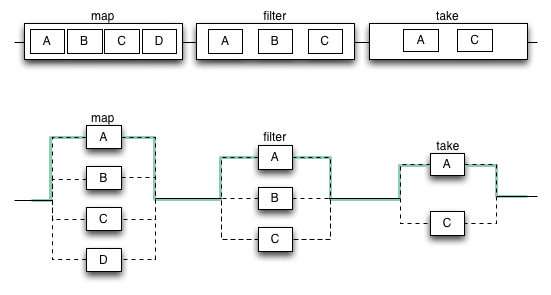 map filter take
A B C D A B C A C
map
A
B
C
D
filter
A
B
C
take
A
C